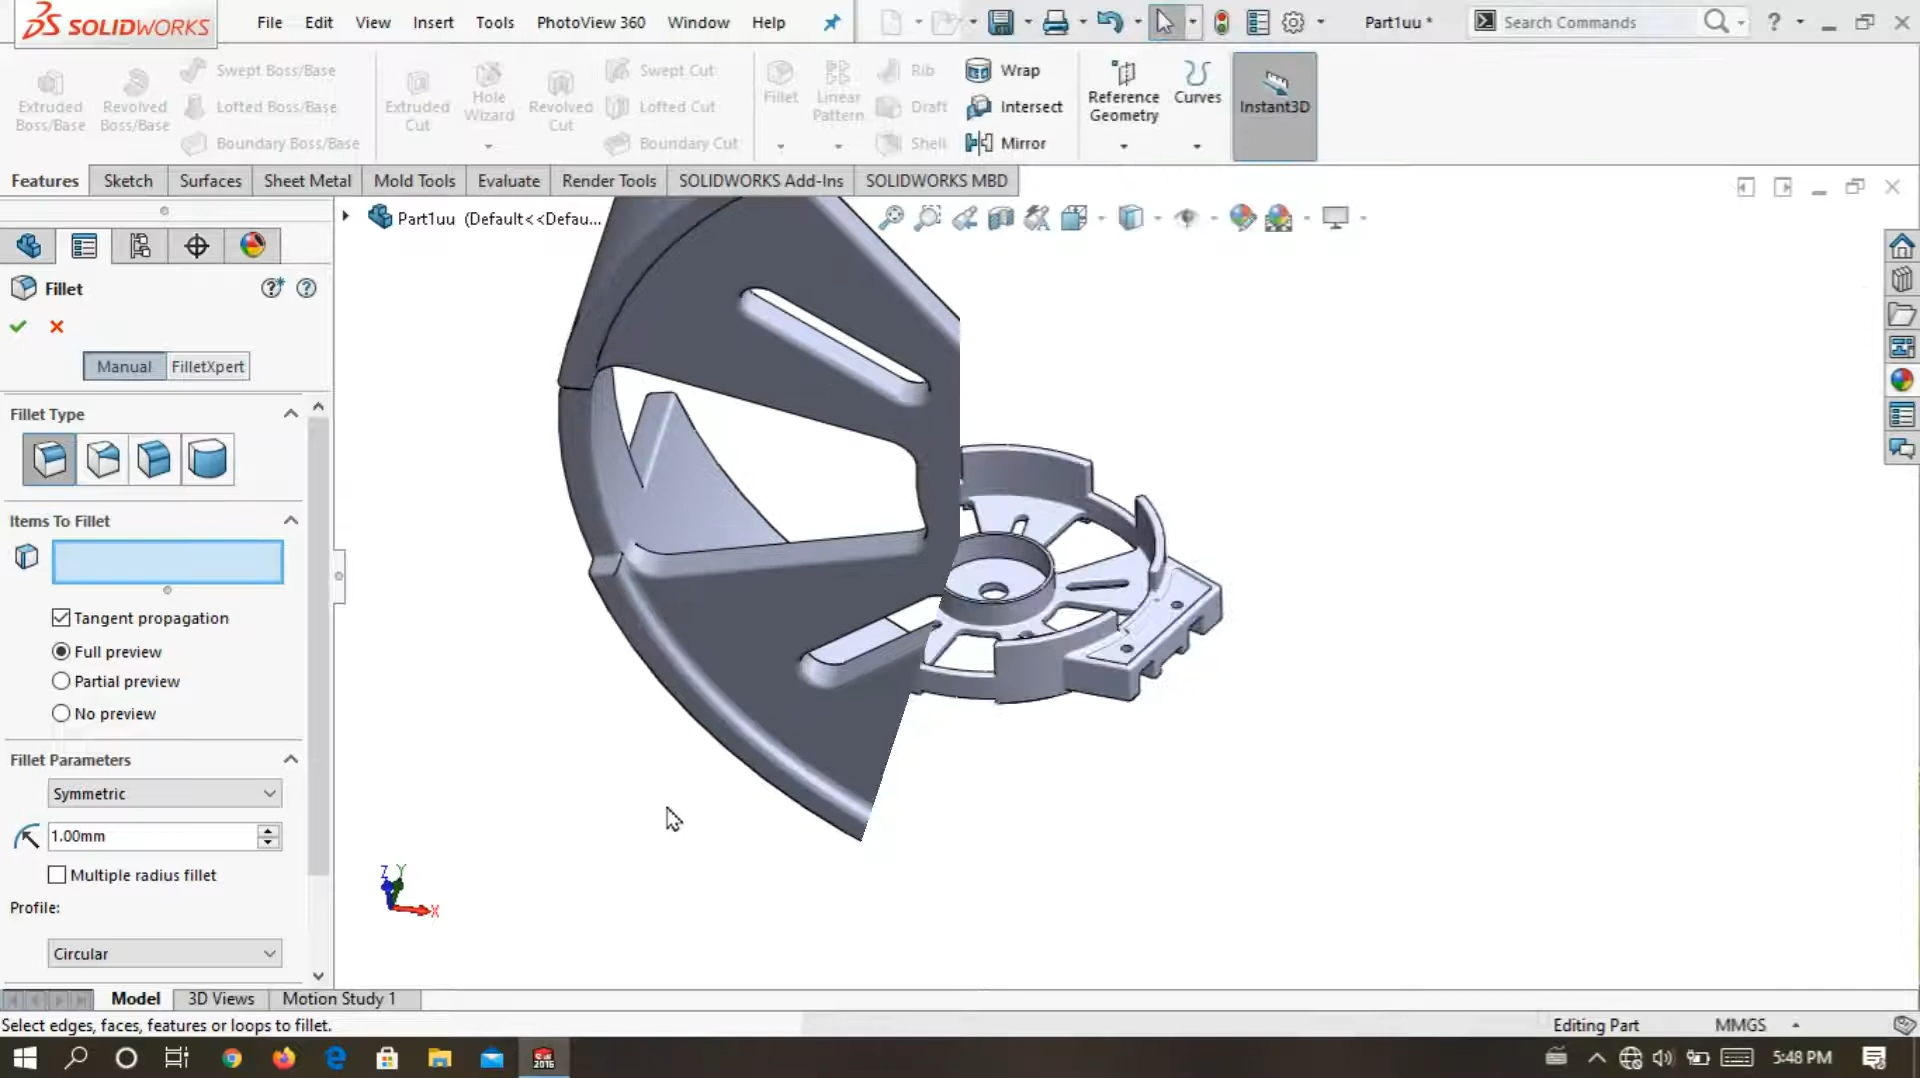 SOLIDWORKS File Edit View Insert Tools PhotoView 360 Window Help Part1uu * Search Commands ?
Extruded Boss/Base
Revolved Boss/Base
Swept Boss/Base
Lofted Boss/Base
Boundary Boss/Base
Extruded Cut
Hole Wizard
Revolved Cut
Swept Cut
Lofted Cut
Boundary Cut
Fillet
Linear Pattern
Rib
Draft
Shell
Wrap
Intersect
Mirror
Reference Geometry
Curves
Instant3D
Features Sketch Surfaces Sheet Metal Mold Tools Evaluate Render Tools SOLIDWORKS Add-Ins SOLIDWORKS MBD
Part1uu (Default<<Defau...
Fillet
Manual FilletXpert
Fillet Type
Items To Fillet
Tangent propagation
Full preview
Partial preview
No preview
Fillet Parameters
Symmetric
1.00mm
Multiple radius fillet
Profile:
Circular
Z Y
X
Model 3D Views Motion Study 1
Select edges, faces, features or loops to fillet. Editing Part MMGS
SW 2016
5:48 PM